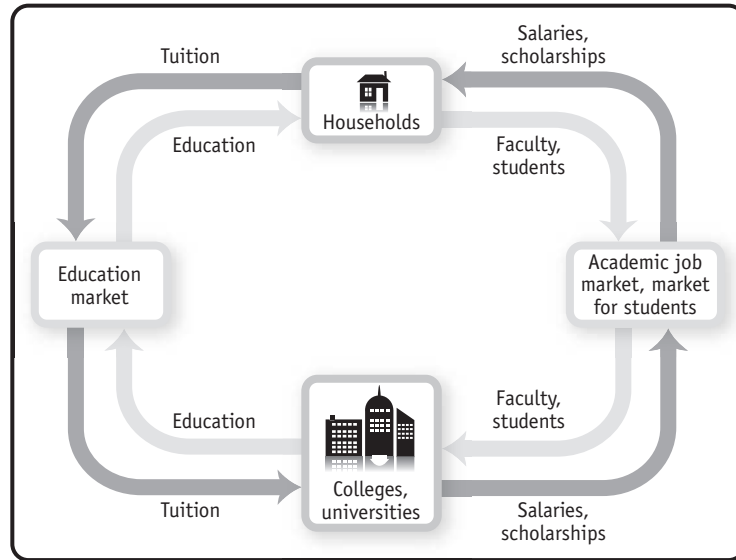 Salaries,
scholarships
Tuition
Households
Education
Faculty,
students
Education
market
Academic job
market, market
for students
Education
Faculty,
students
Colleges,
universities
Tuition
Salaries,
scholarships